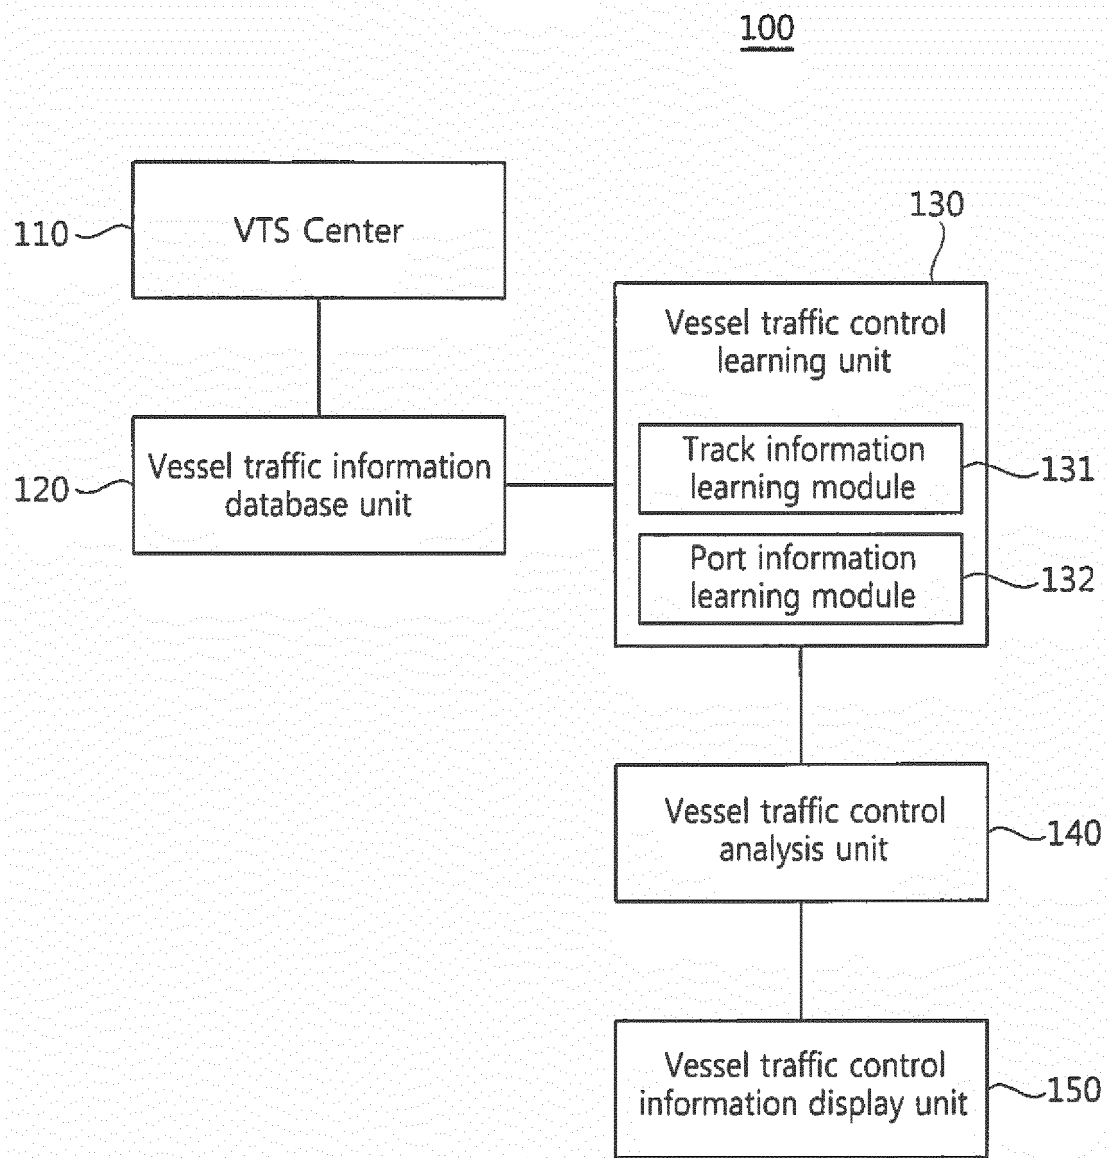 100
110
VTS Center
130
Vessel traffic control
learning unit
120
Vessel traffic information
database unit
Track information
learning module
131
Port information
learning module
132
Vessel traffic control
analysis unit
140
Vessel traffic control
information display unit
150